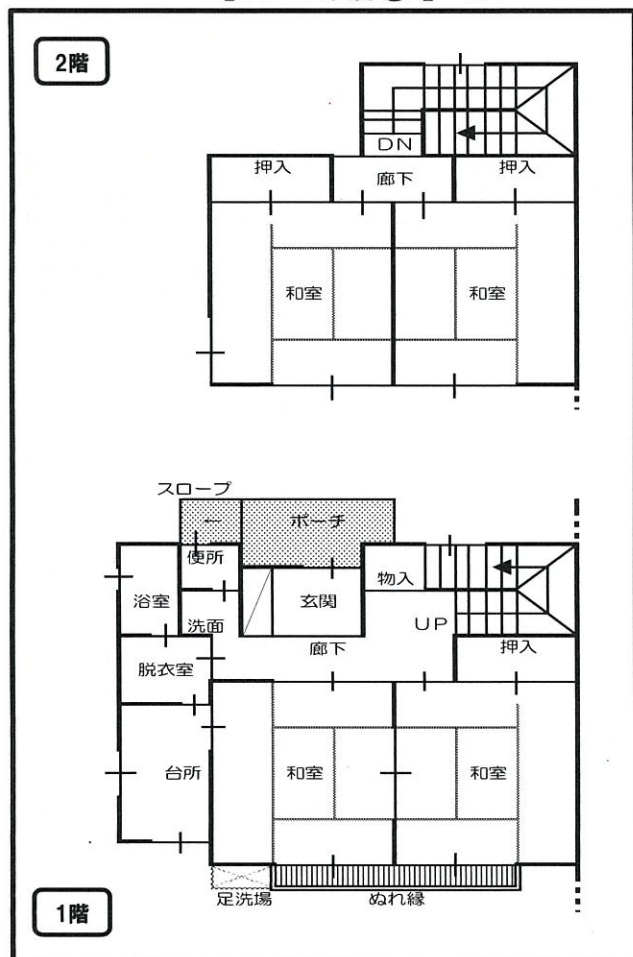 2階
DN
押入
廊下
押入
和室
和室
スロープ
←
ポーチ
便所
物入
浴室
玄関
洗面
UP
廊下
脱衣室
押入
台所
和室
和室
足洗場
ぬれ縁
1階